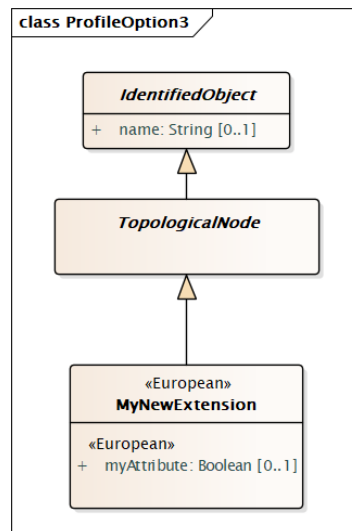 class ProfileOption3
IdentifiedObject
+ name: String [0..1]
TopologicalNode
«European»
MyNewExtension
«European»
+ myAttribute: Boolean [0..1]